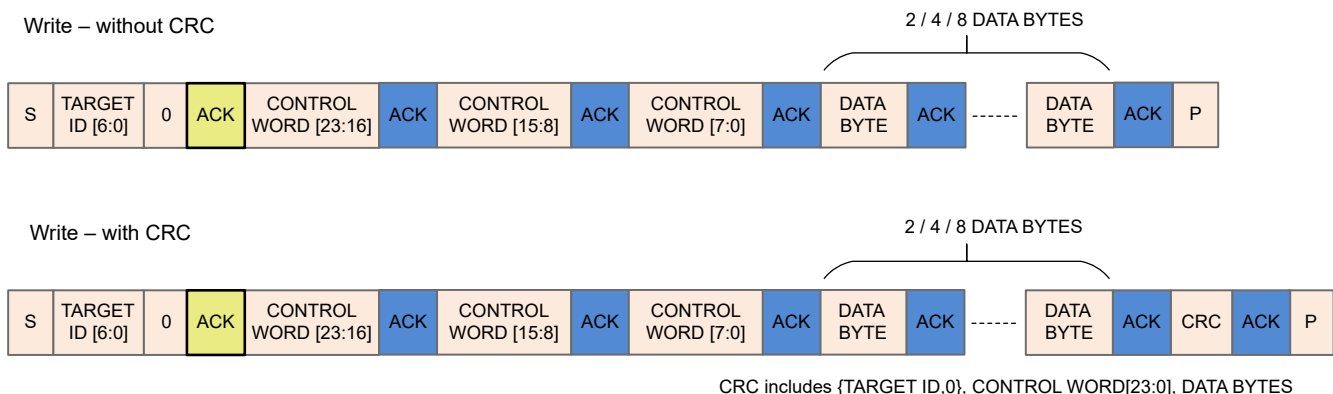 Write – without CRC
2 / 4 / 8 DATA BYTES
S TARGET ID [6:0] 0 ACK CONTROL WORD [23:16] ACK CONTROL WORD [15:8] ACK CONTROL WORD [7:0] ACK DATA BYTE ACK ------ DATA BYTE ACK P
Write – with CRC
2 / 4 / 8 DATA BYTES
S TARGET ID [6:0] 0 ACK CONTROL WORD [23:16] ACK CONTROL WORD [15:8] ACK CONTROL WORD [7:0] ACK DATA BYTE ACK ------ DATA BYTE ACK CRC ACK P
CRC includes {TARGET ID,0}, CONTROL WORD[23:0], DATA BYTES